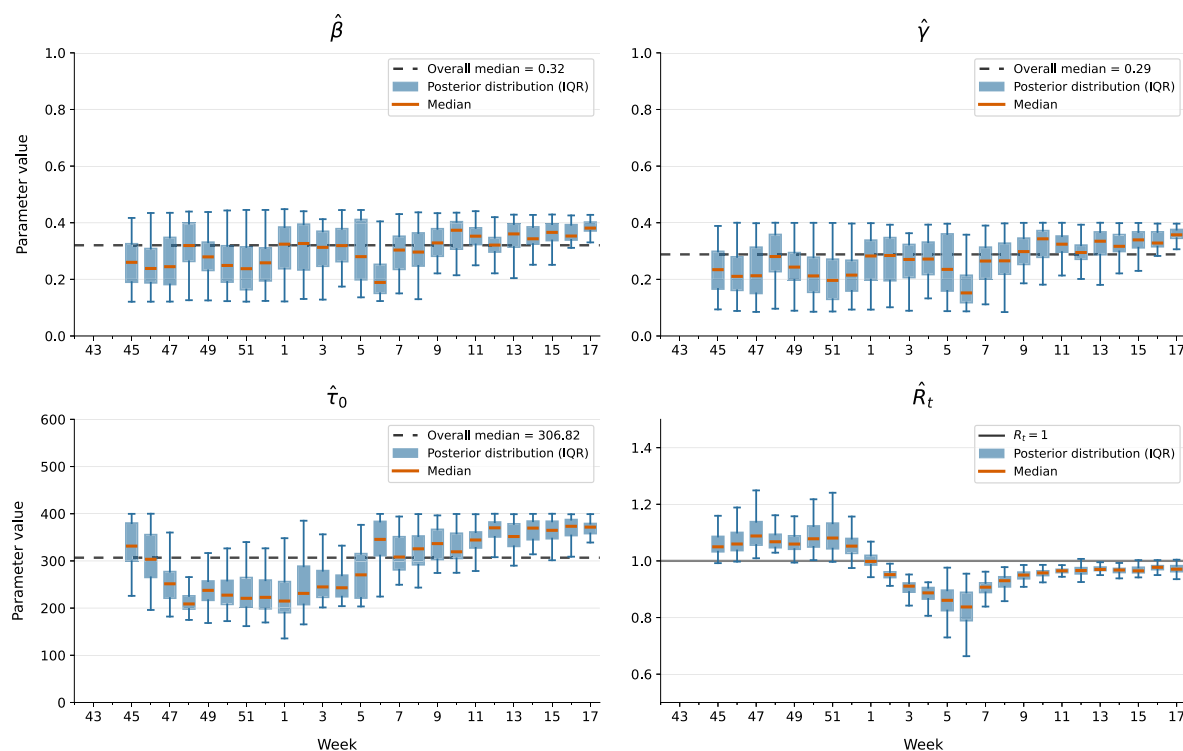 β̂
Parameter value
1.0
0.8
0.6
0.4
0.2
0.0
Overall median = 0.32
Posterior distribution (IQR)
Median
43 45 47 49 51 1 3 5 7 9 11 13 15 17
γ̂
1.0
0.8
0.6
0.4
0.2
0.0
Overall median = 0.29
Posterior distribution (IQR)
Median
43 45 47 49 51 1 3 5 7 9 11 13 15 17
τ̂₀
Parameter value
600
500
400
300
200
100
0
Overall median = 306.82
Posterior distribution (IQR)
Median
43 45 47 49 51 1 3 5 7 9 11 13 15 17
Week
R̂ₜ
1.4
1.2
1.0
0.8
0.6
Rₜ = 1
Posterior distribution (IQR)
Median
43 45 47 49 51 1 3 5 7 9 11 13 15 17
Week